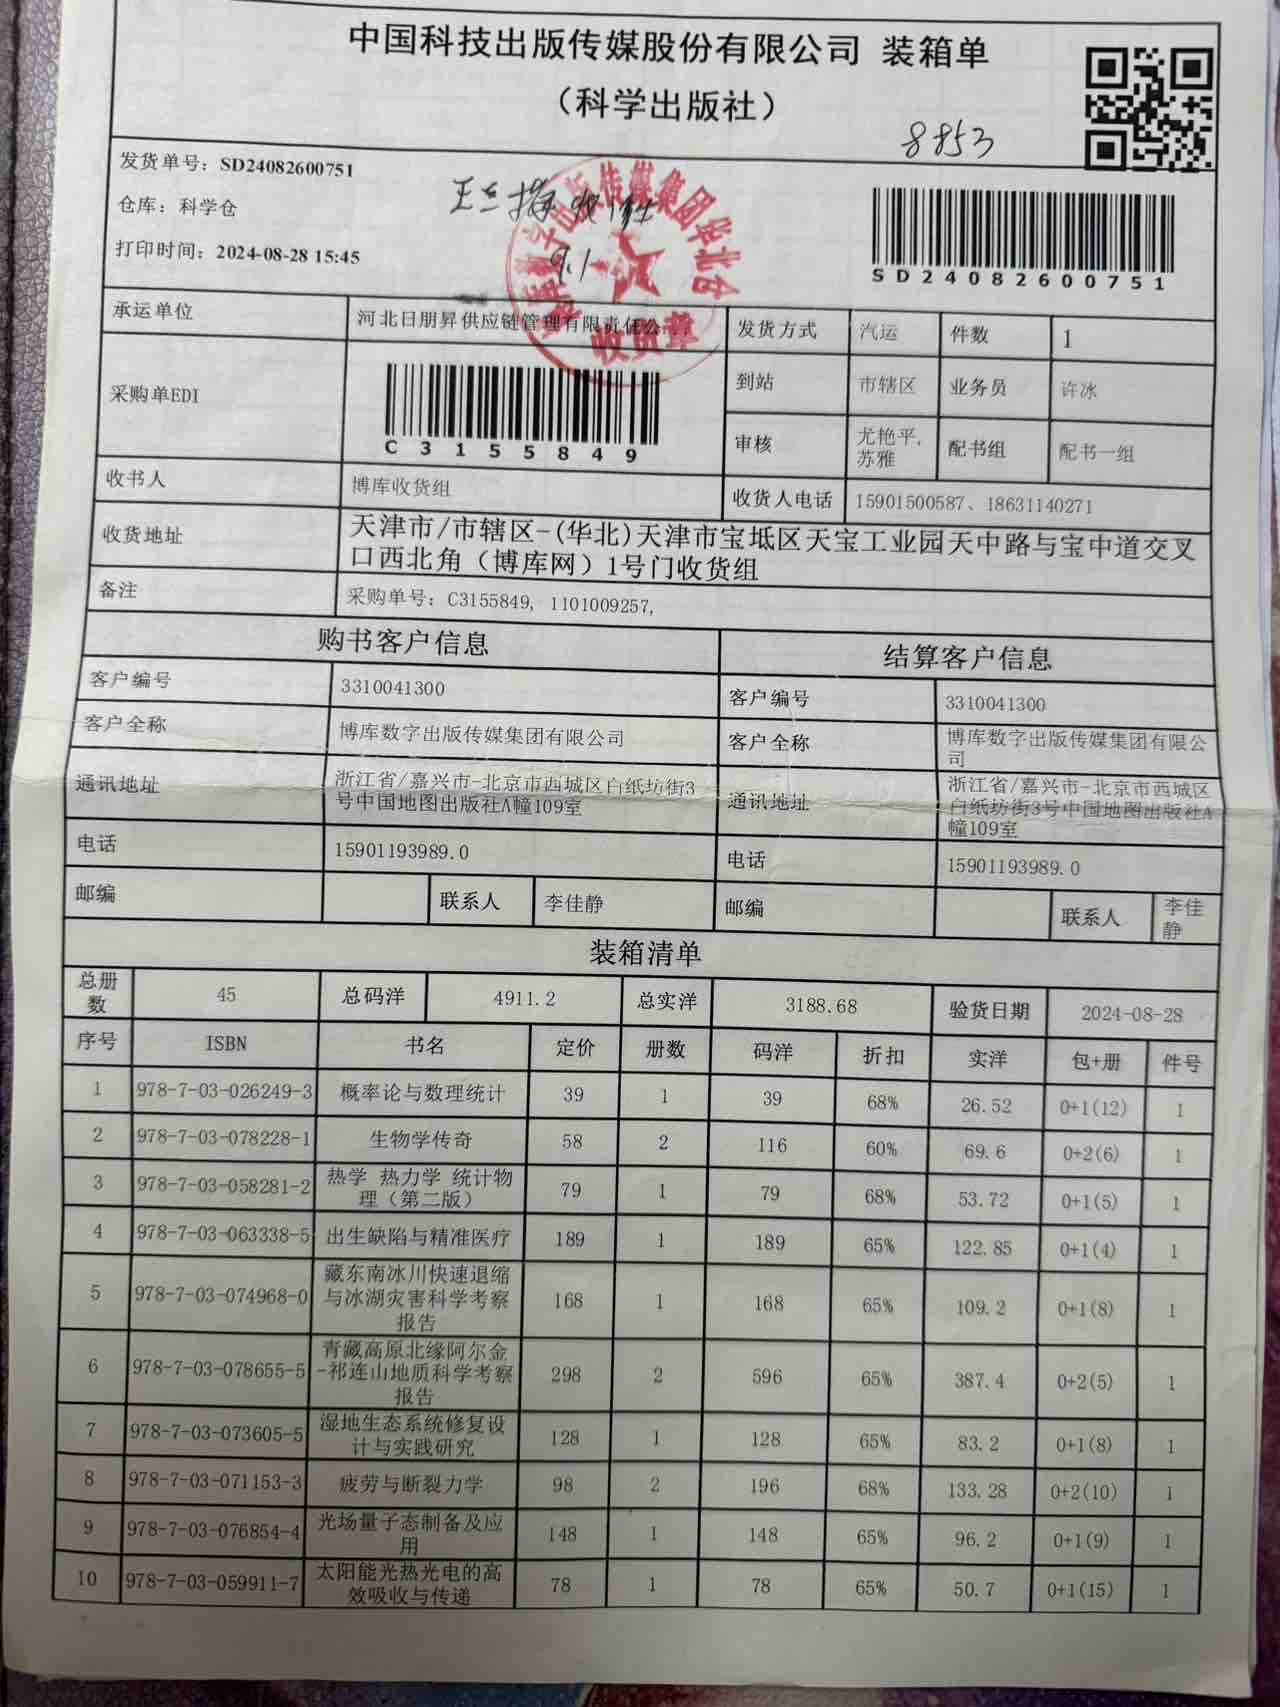 中国科技出版传媒股份有限公司 装箱单
（科学出版社）
8853
发货单号：SD24082600751
仓库：科学仓
打印时间：2024-08-28 15:45
9.1
SD24082600751
收货章
承运单位 河北日朋昇供应链管理有限责任公... 发货方式 汽运 件数 1
采购单EDI C3155849 到站 市辖区 业务员 许冰
审核 尤艳平,
苏雅 配书组 配书一组
收书人 博库收货组 收货人电话 15901500587、18631140271
收货地址 天津市/市辖区-(华北)天津市宝坻区天宝工业园天中路与宝中道交叉
口西北角（博库网）1号门收货组
备注 采购单号：C3155849, 1101009257,
购书客户信息 结算客户信息
客户编号 3310041300 客户编号 3310041300
客户全称 博库数字出版传媒集团有限公司 客户全称 博库数字出版传媒集团有限公
司
通讯地址 浙江省/嘉兴市-北京市西城区白纸坊街3
号中国地图出版社A幢109室 通讯地址 浙江省/嘉兴市-北京市西城区
白纸坊街3号中国地图出版社A
幢109室
电话 15901193989.0 电话 15901193989.0
邮编 联系人 李佳静 邮编 联系人 李佳
静
装箱清单
总册
数 45 总码洋 4911.2 总实洋 3188.68 验货日期 2024-08-28
序号 ISBN 书名 定价 册数 码洋 折扣 实洋 包+册 件号
1 978-7-03-026249-3 概率论与数理统计 39 1 39 68% 26.52 0+1(12) 1
2 978-7-03-078228-1 生物学传奇 58 2 116 60% 69.6 0+2(6) 1
3 978-7-03-058281-2 热学 热力学 统计物
理（第二版） 79 1 79 68% 53.72 0+1(5) 1
4 978-7-03-063338-5 出生缺陷与精准医疗 189 1 189 65% 122.85 0+1(4) 1
5 978-7-03-074968-0 藏东南冰川快速退缩
与冰湖灾害科学考察
报告 168 1 168 65% 109.2 0+1(8) 1
6 978-7-03-078655-5 青藏高原北缘阿尔金
-祁连山地质科学考察
报告 298 2 596 65% 387.4 0+2(5) 1
7 978-7-03-073605-5 湿地生态系统修复设
计与实践研究 128 1 128 65% 83.2 0+1(8) 1
8 978-7-03-071153-3 疲劳与断裂力学 98 2 196 68% 133.28 0+2(10) 1
9 978-7-03-076854-4 光场量子态制备及应
用 148 1 148 65% 96.2 0+1(9) 1
10 978-7-03-059911-7 太阳能光热光电的高
效吸收与传递 78 1 78 65% 50.7 0+1(15) 1